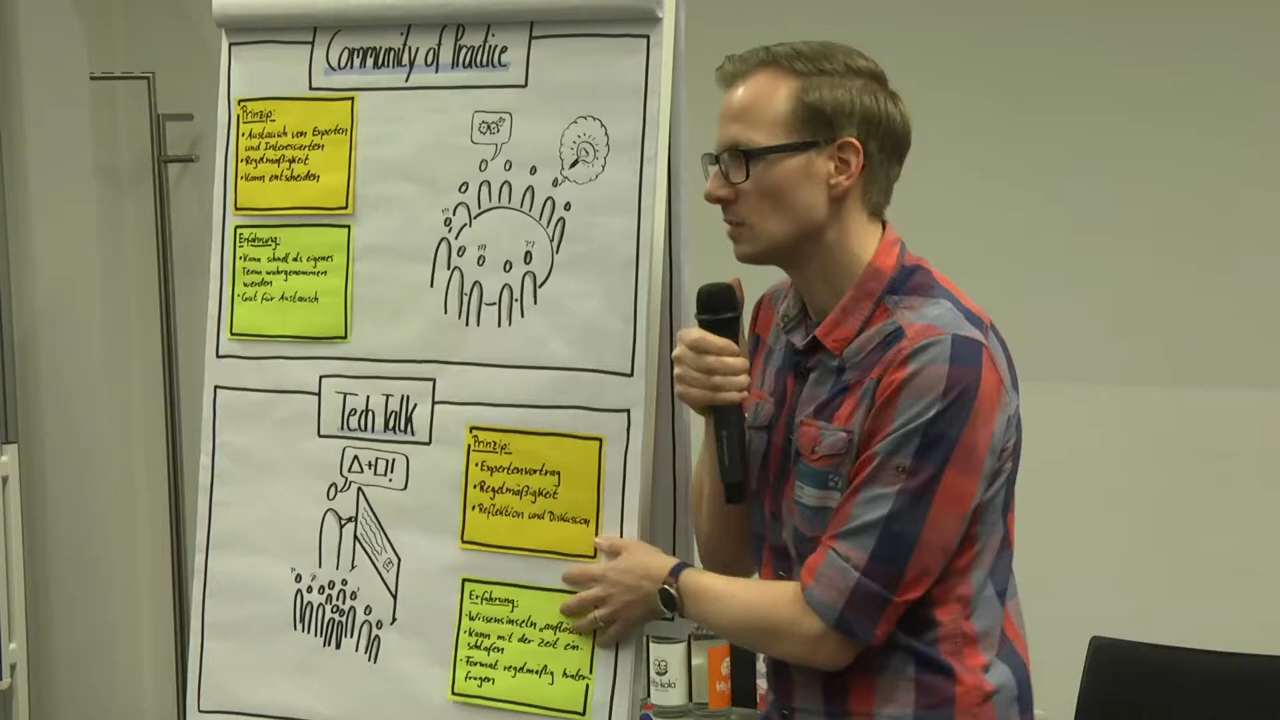 Community of Practice
Prinzip:
• Austausch von Experten
und Interessierten
• Regelmäßigkeit
• Kann entscheiden
Erfahrung:
• Kann schnell als eigenes
Team wahrgenommen
werden
• Gut für Austausch
???
??
Tech Talk
△+□!
Prinzip:
• Expertenvortrag
• Regelmäßigkeit
• Reflektion und Diskussion
Erfahrung:
• Wissensinseln
• Kann mit der Zeit ein-
schlafen
• Format regelmäßig hinter-
fragen
kola